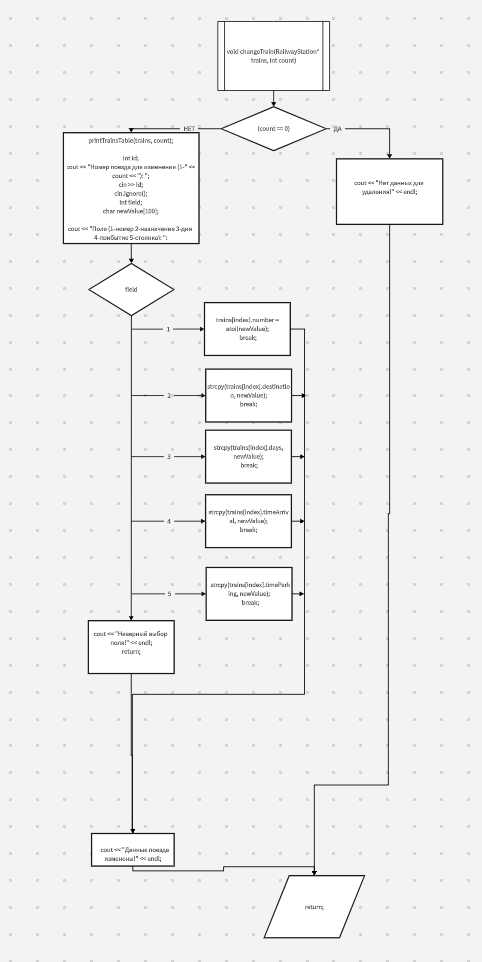 void changeTrain(RailwayStation*
trains, int count)
(count == 0)
НЕТ
ДА
printTrainsTable(trains, count);
int id;
cout << "Номер поезда для изменения (1-" <<
count << "): ";
cin >> id;
cin.ignore();
int field;
char newValue[100];
cout << "Поле (1-номер 2-назначение 3-дни
4-прибытие 5-стоянка): ";
cout << "Нет данных для
удаления!" << endl;
field
1
trains[index].number =
atoi(newValue);
break;
2
strcpy(trains[index].destinatio
n, newValue);
break;
3
strcpy(trains[index].days,
newValue);
break;
4
strcpy(trains[index].timeArriv
al, newValue);
break;
5
strcpy(trains[index].timePark
ing, newValue);
break;
cout << "Неверный выбор
поля!" << endl;
return;
cout << "Данные поезда
изменены!" << endl;
return;